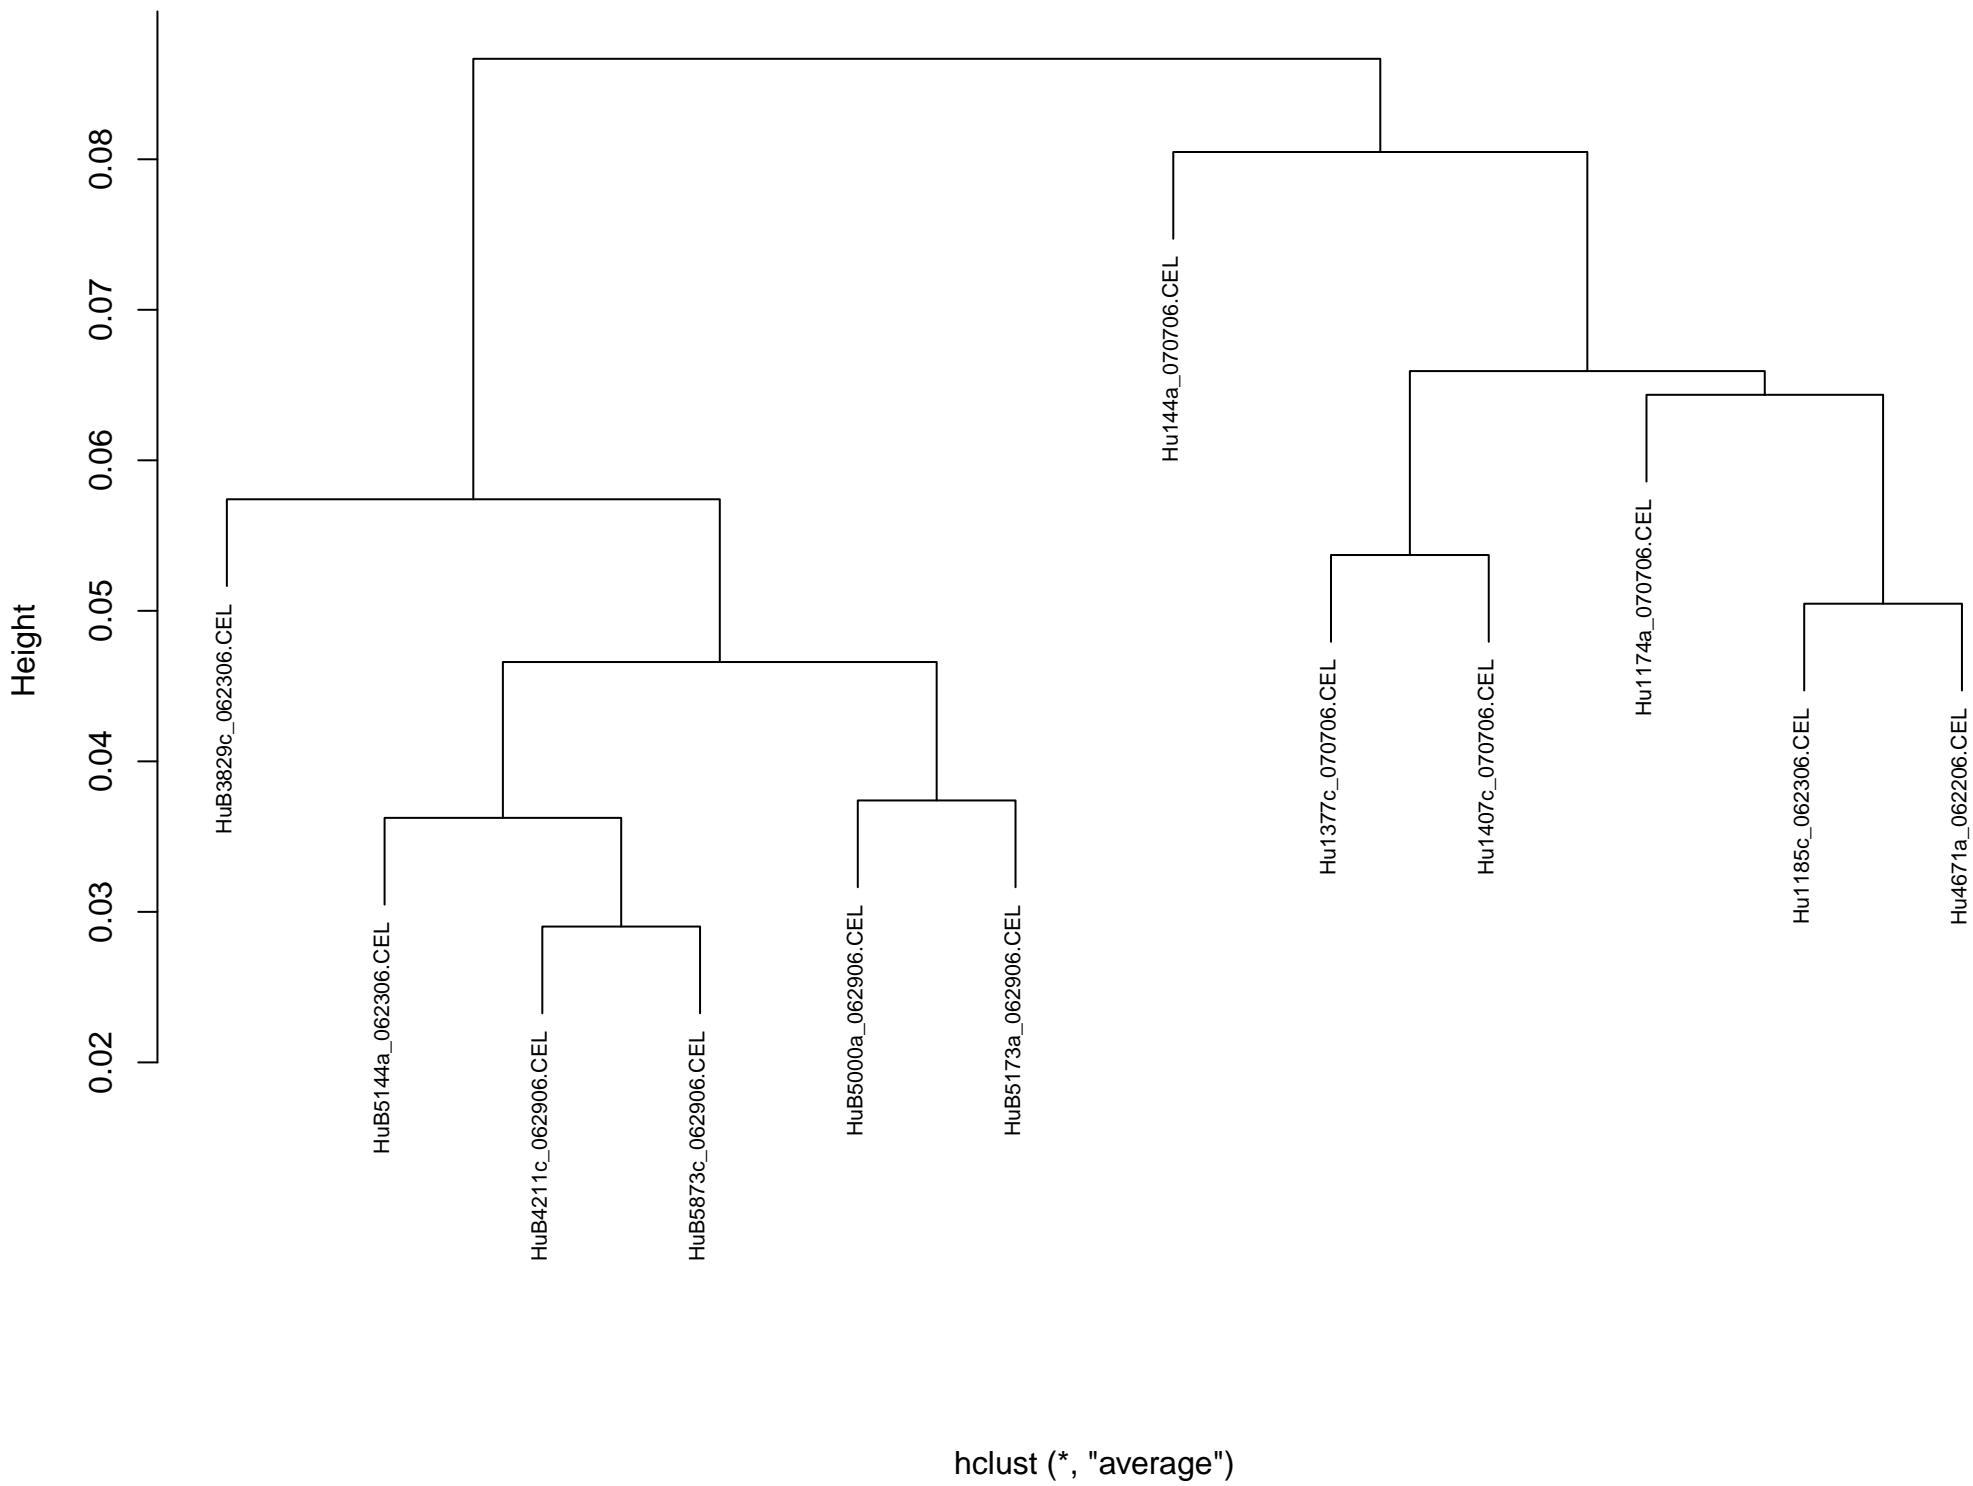 Height
0.08
0.07
0.06
0.05
0.04
0.03
0.02
HuB3829c_062306.CEL
HuB5144a_062306.CEL
HuB4211c_062906.CEL
HuB5873c_062906.CEL
HuB5000a_062906.CEL
HuB5173a_062906.CEL
Hu144a_070706.CEL
Hu1377c_070706.CEL
Hu1407c_070706.CEL
Hu1174a_070706.CEL
Hu1185c_062306.CEL
Hu4671a_062206.CEL
hclust (*, "average")